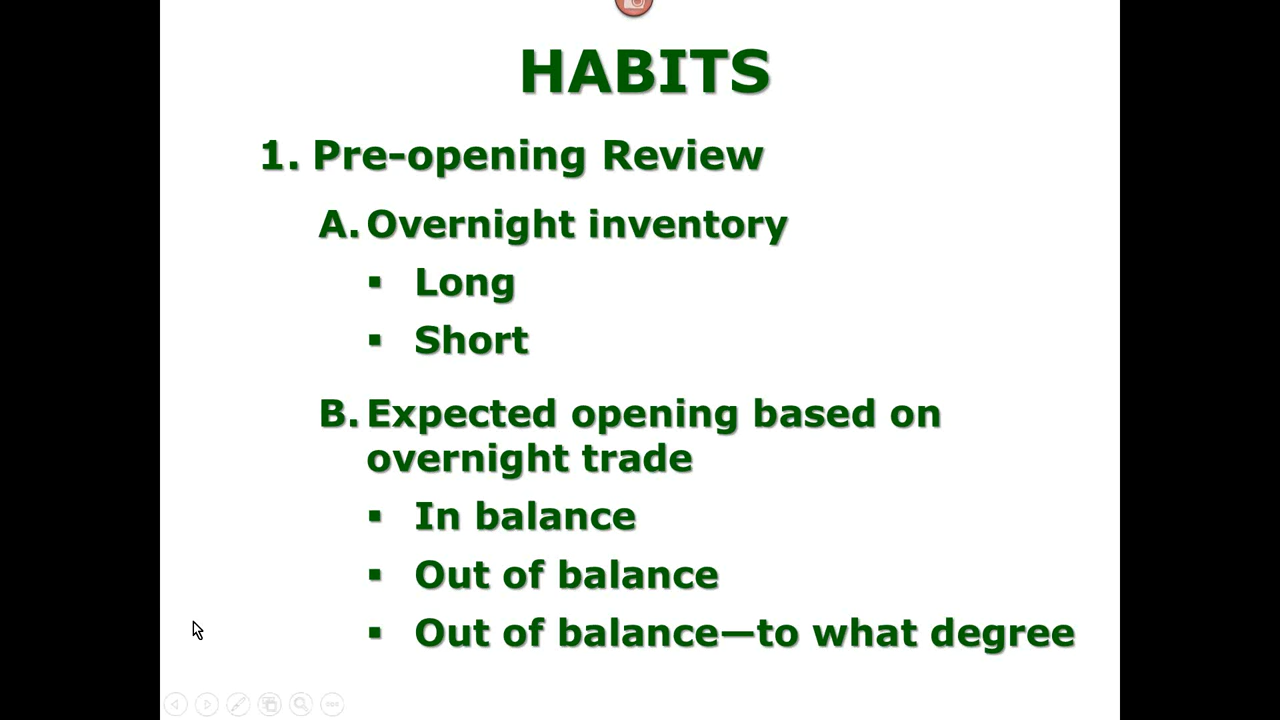 HABITS
1. Pre-opening Review
A. Overnight inventory
▪ Long
▪ Short
B. Expected opening based on
overnight trade
▪ In balance
▪ Out of balance
▪ Out of balance—to what degree